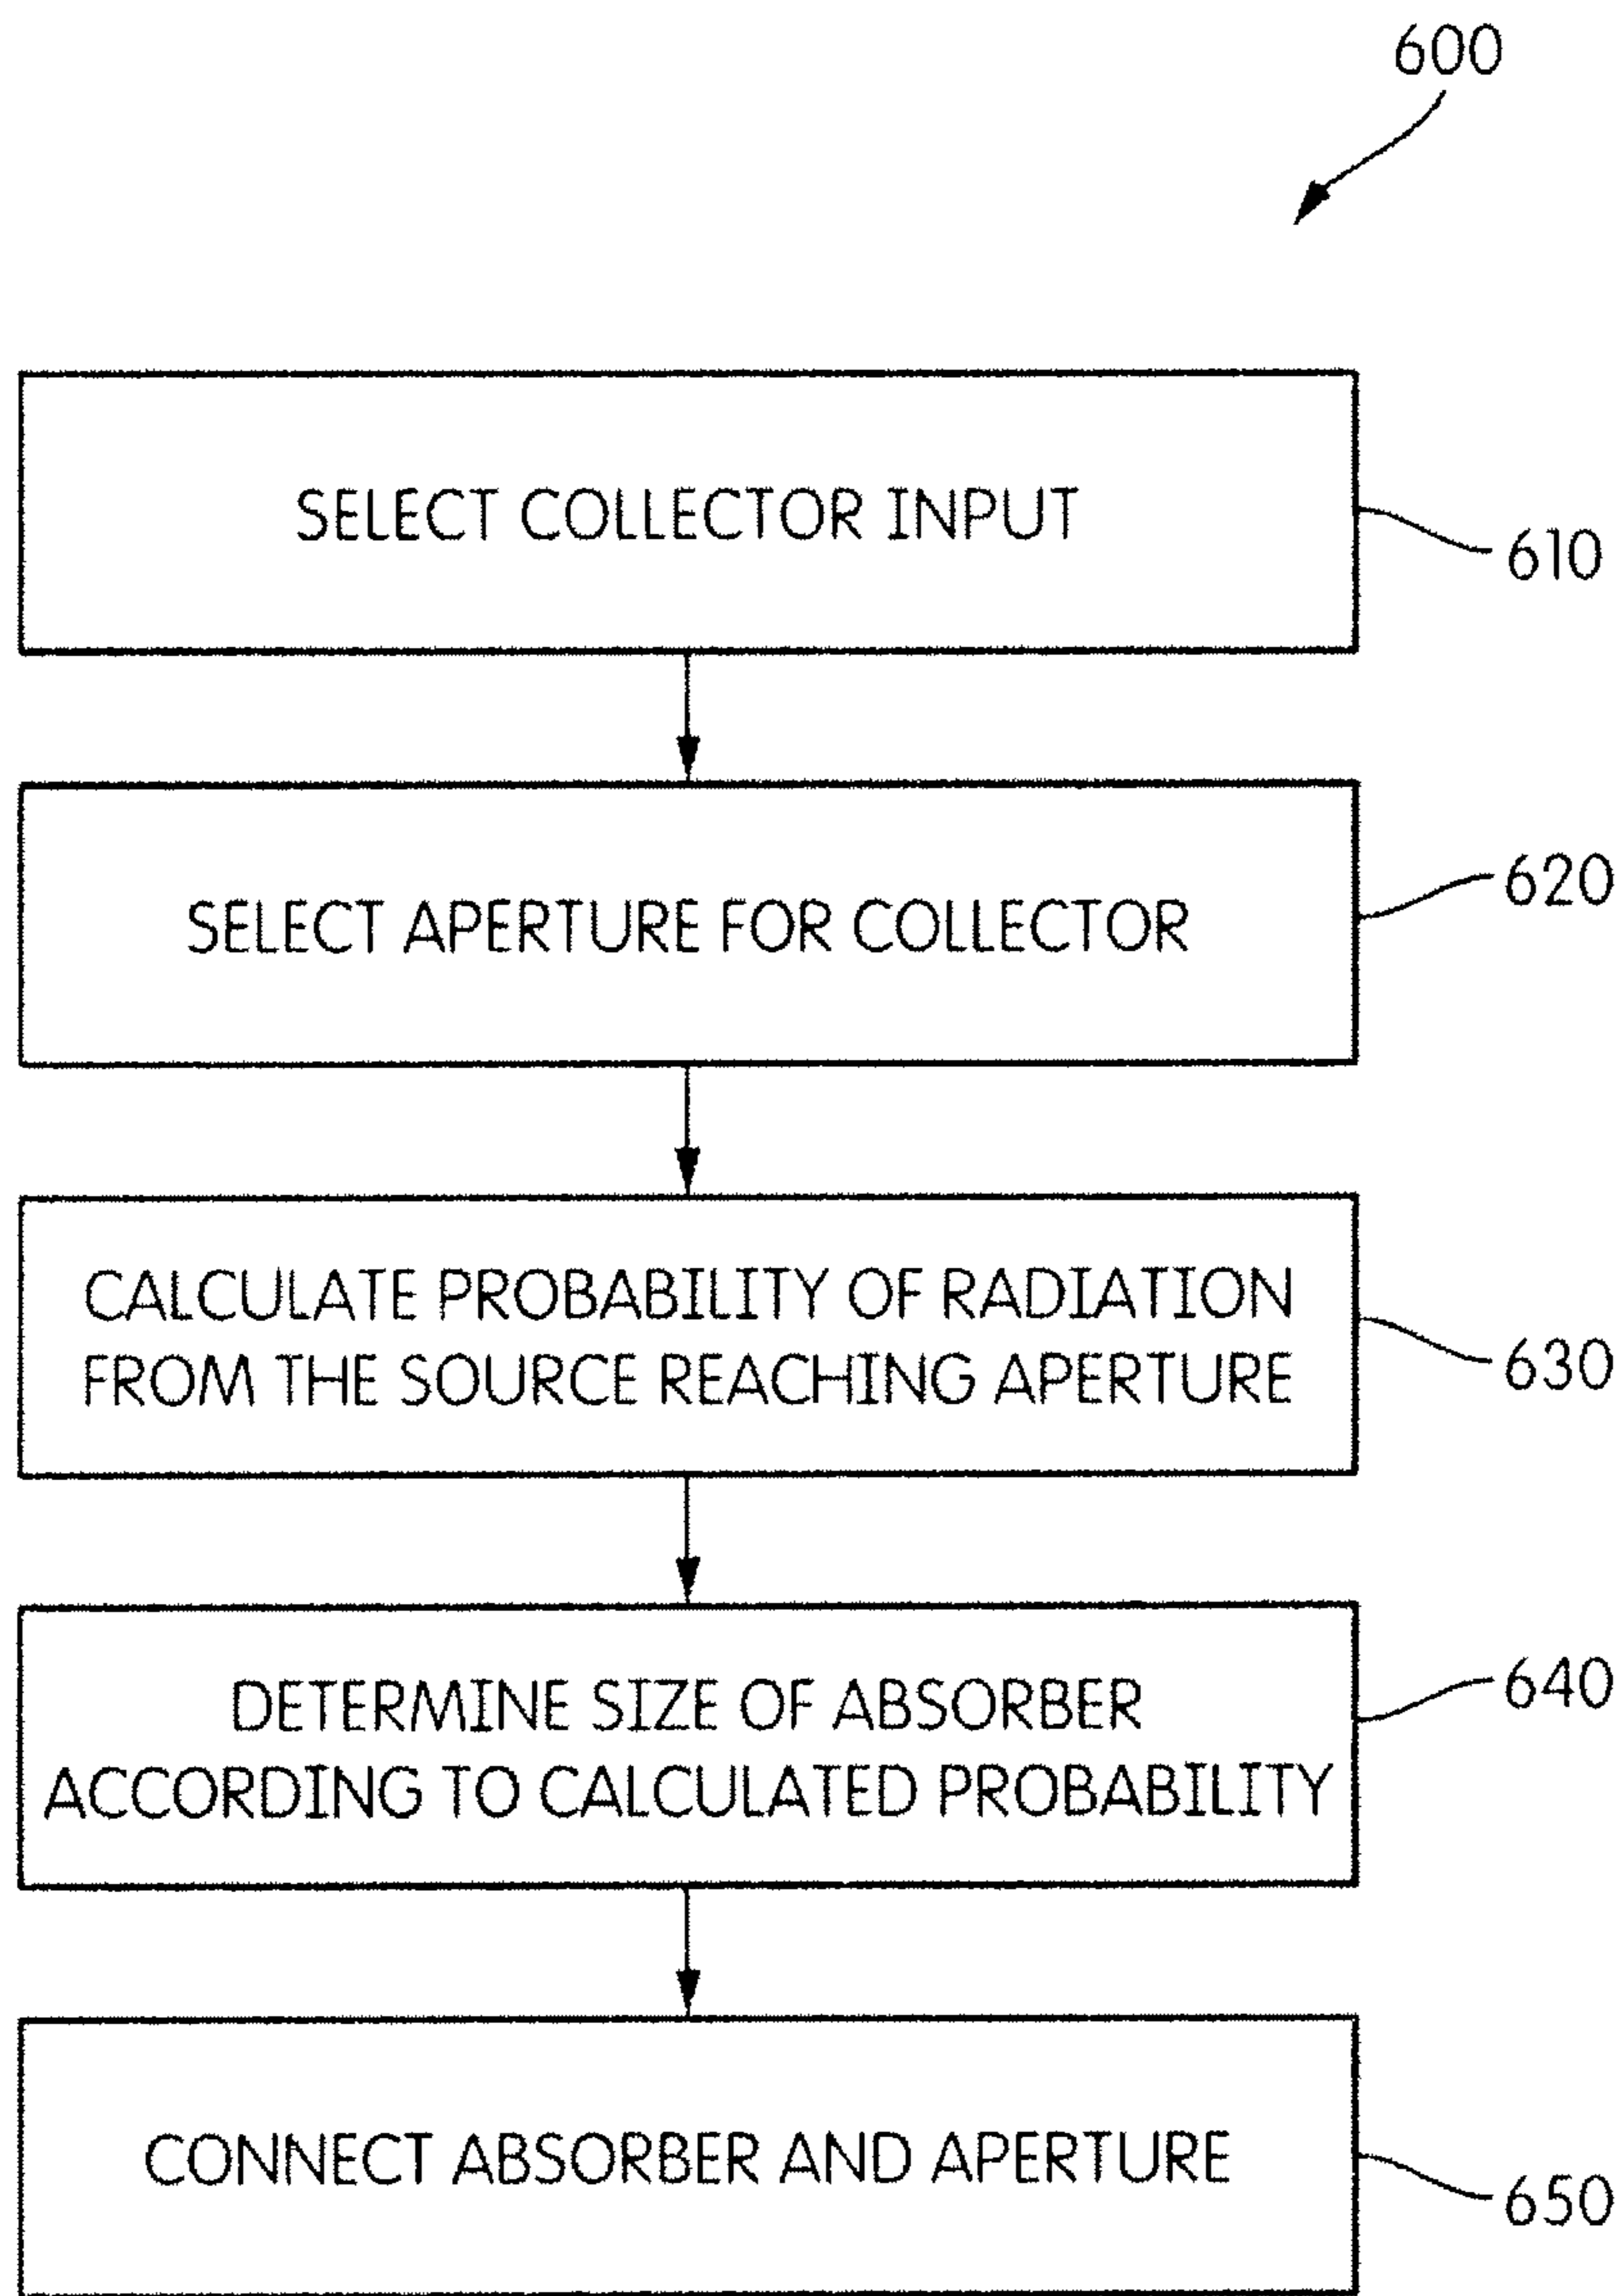 600
SELECT COLLECTOR INPUT
610
SELECT APERTURE FOR COLLECTOR
620
CALCULATE PROBABILITY OF RADIATION
FROM THE SOURCE REACHING APERTURE
630
DETERMINE SIZE OF ABSORBER
ACCORDING TO CALCULATED PROBABILITY
640
CONNECT ABSORBER AND APERTURE
650